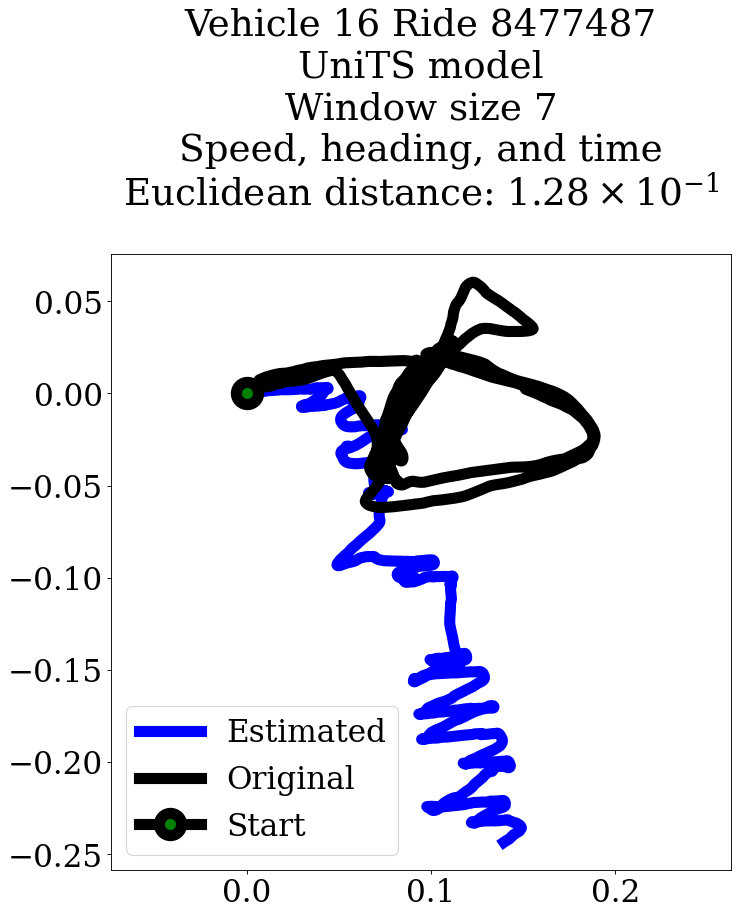 Vehicle 16 Ride 8477487
UniTS model
Window size 7
Speed, heading, and time
Euclidean distance: $1.28 \times 10^{-1}$
0.05
0.00
−0.05
−0.10
−0.15
−0.20
−0.25
Estimated
Original
Start
0.0 0.1 0.2